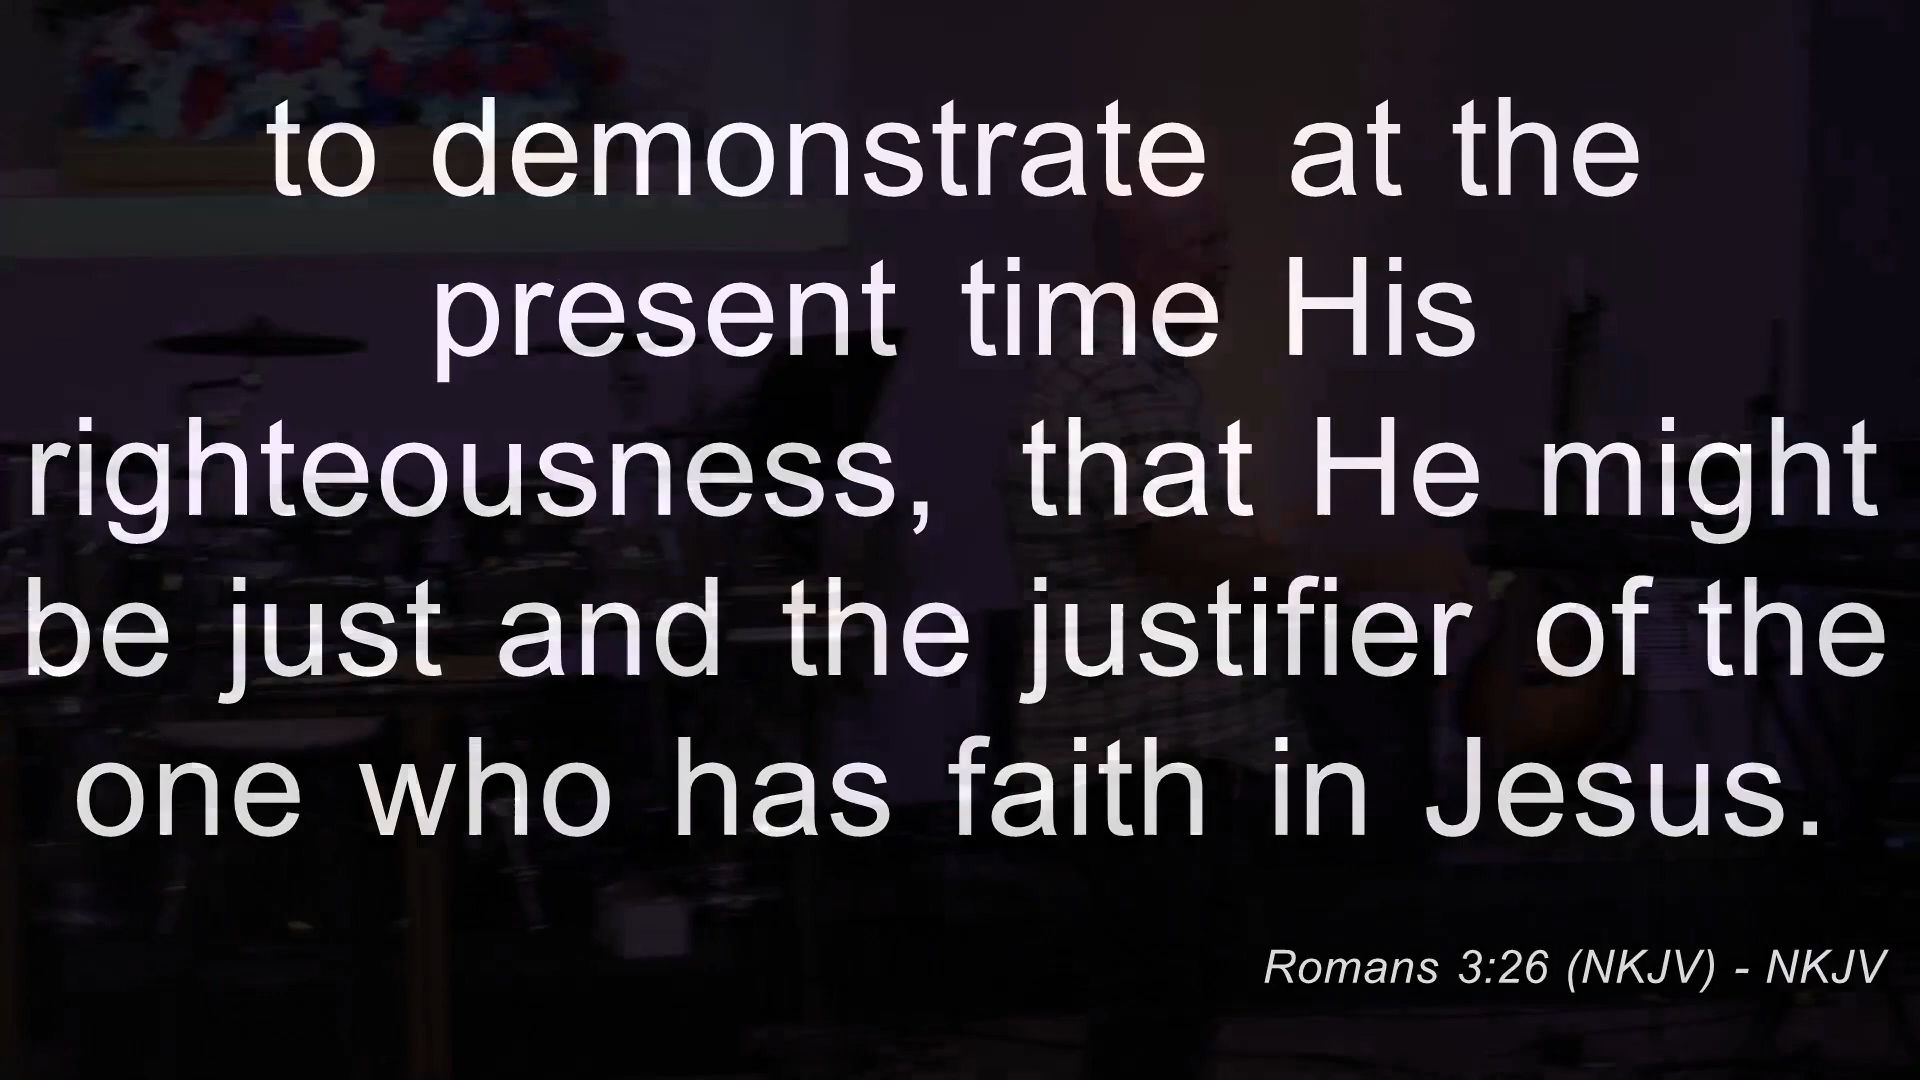 to demonstrate at the
present time His
righteousness, that He might
be just and the justifier of the
one who has faith in Jesus.
Romans 3:26 (NKJV) - NKJV